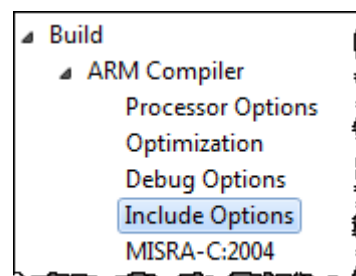 Build
ARM Compiler
Processor Options
Optimization
Debug Options
Include Options
MISRA-C:2004